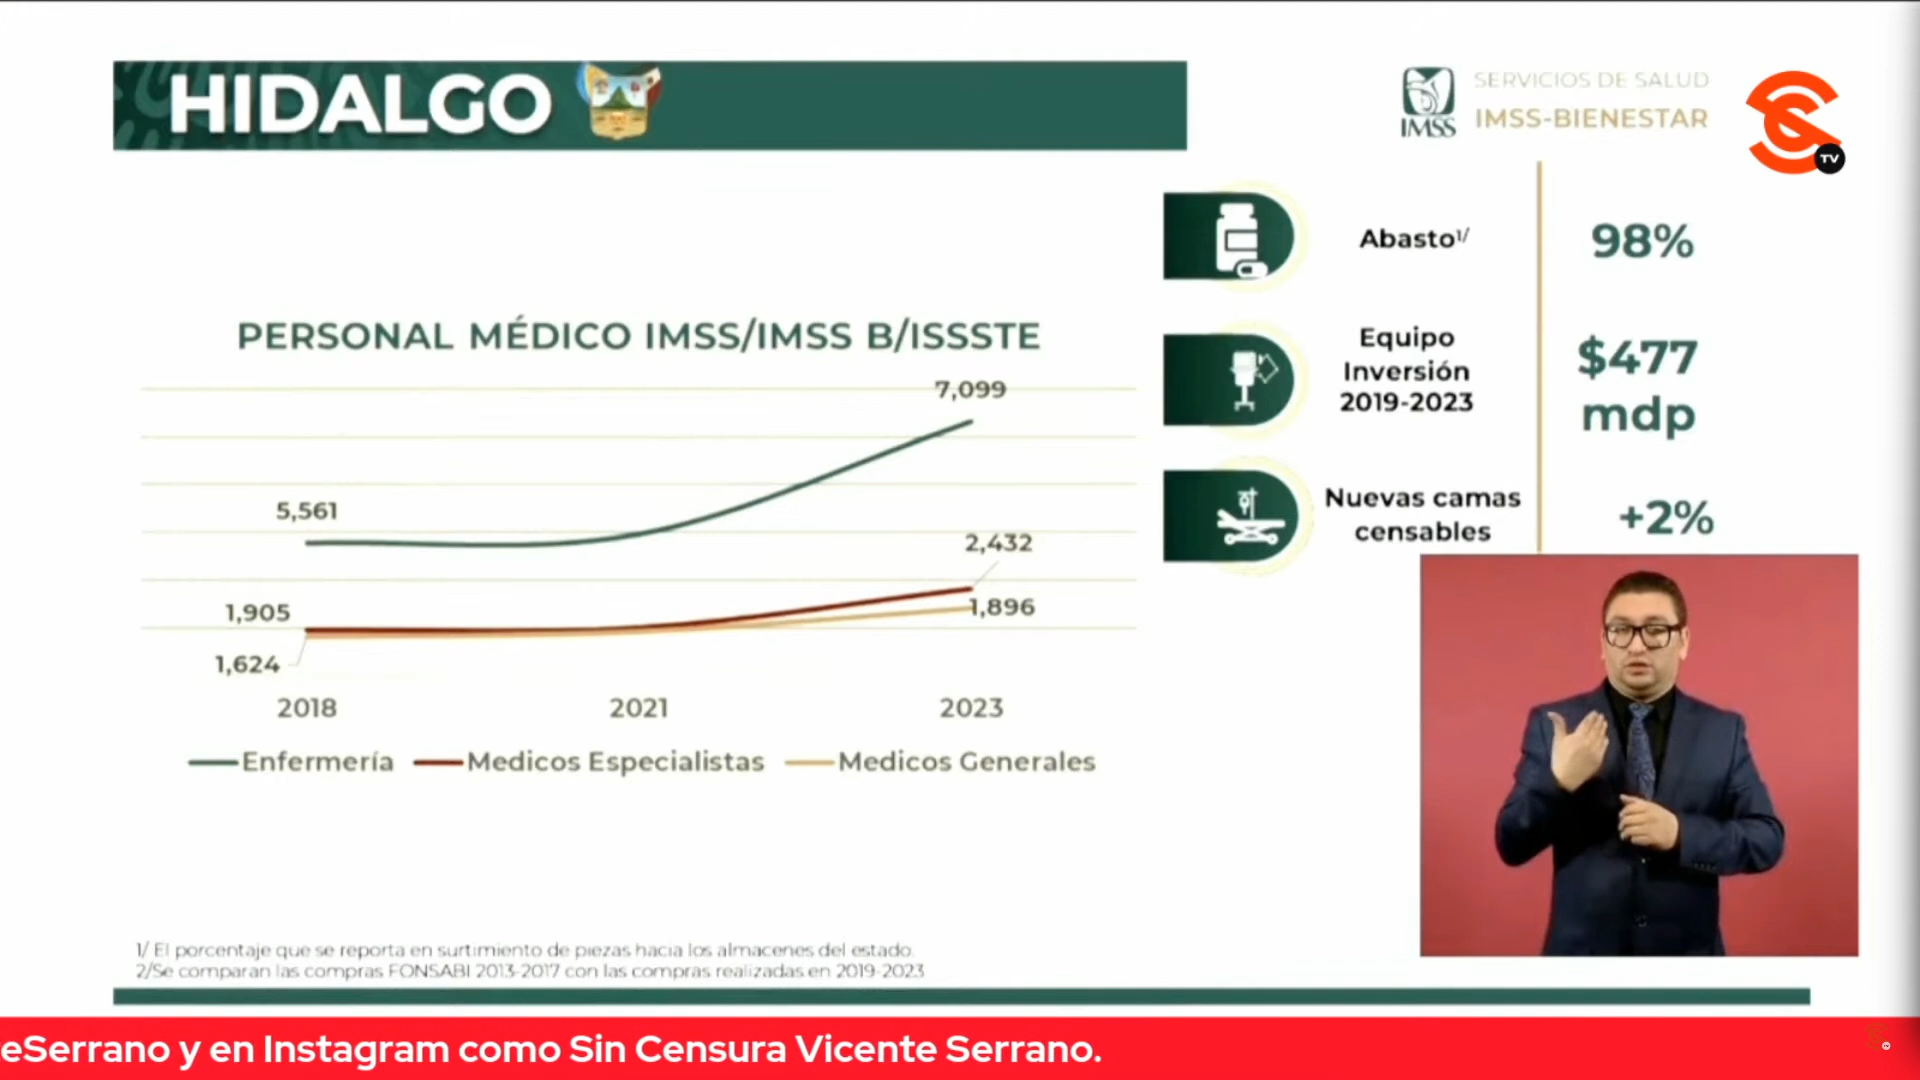 HIDALGO
IMSS
SERVICIOS DE SALUD
IMSS-BIENESTAR
TV
PERSONAL MÉDICO IMSS/IMSS B/ISSSTE
7,099
5,561
2,432
1,905
1,896
1,624
2018 2021 2023
Enfermería Medicos Especialistas Medicos Generales
Abasto1/ 98%
Equipo
Inversión
2019-2023
$477
mdp
Nuevas camas
censables
+2%
1/ El porcentaje que se reporta en surtimiento de piezas hacia los almacenes del estado.
2/Se comparan las compras FONSABI 2013-2017 con las compras realizadas en 2019-2023
eSerrano y en Instagram como Sin Censura Vicente Serrano.